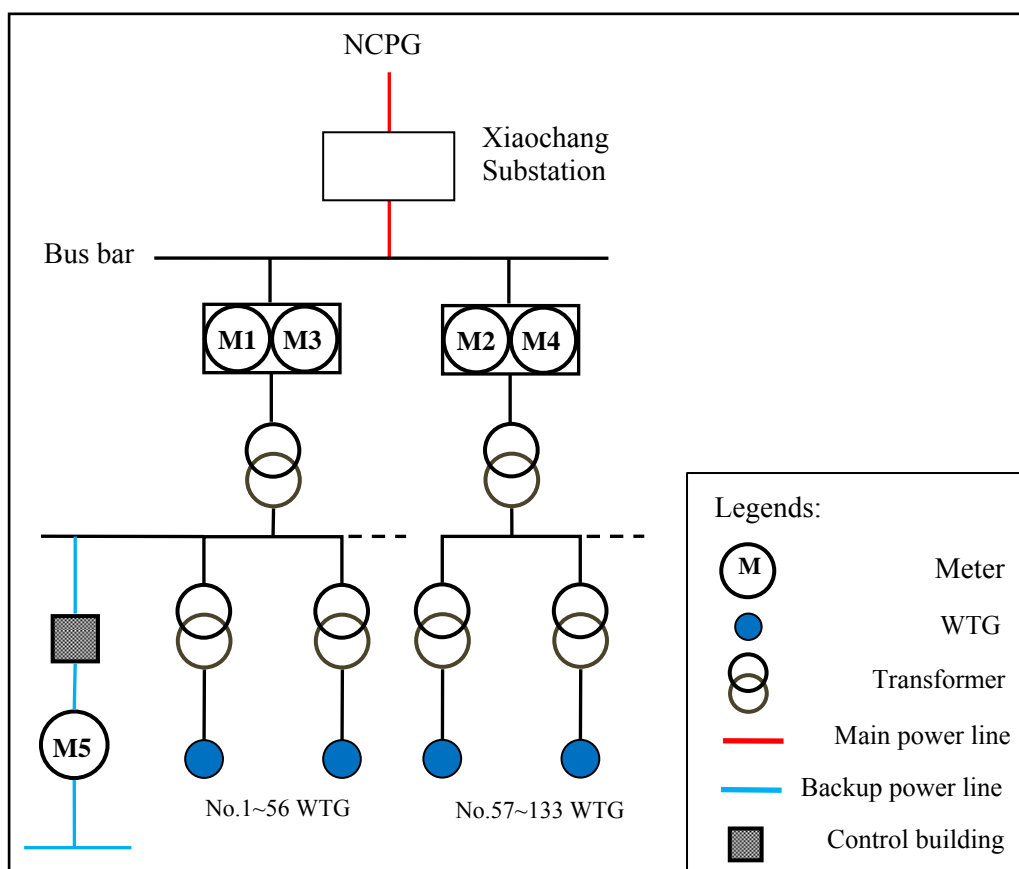 NCPG
Xiaochang
Substation
Bus bar
M1 M3 M2 M4
M5
No.1~56 WTG
No.57~133 WTG
Legends:
M Meter
WTG
Transformer
Main power line
Backup power line
Control building